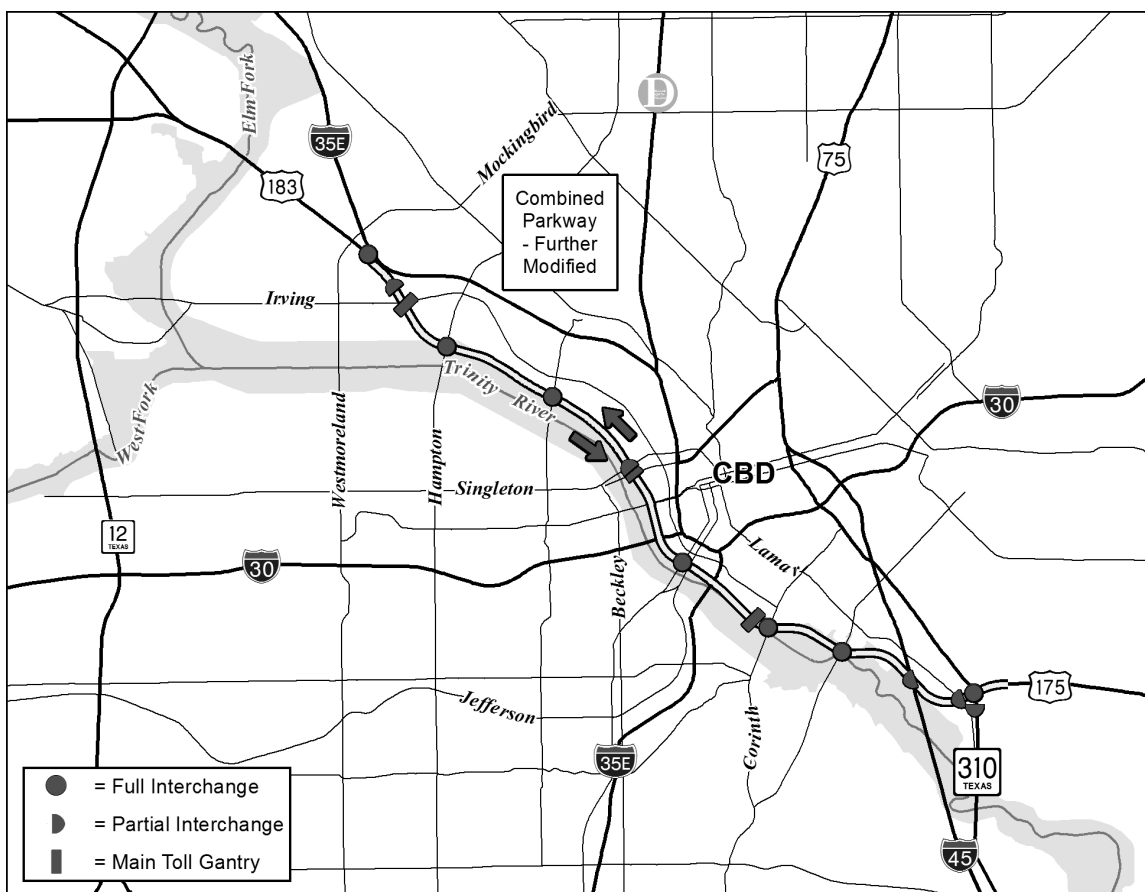 Elm Fork
35E
Mockingbird
75
183
Combined
Parkway
- Further
Modified
Irving
Trinity River
West Fork
Westmoreland
Hampton
30
Singleton
CBD
12
TEXAS
Lamar
30
Beckley
175
Jefferson
Corinth
35E
310
TEXAS
45
= Full Interchange
= Partial Interchange
= Main Toll Gantry
D